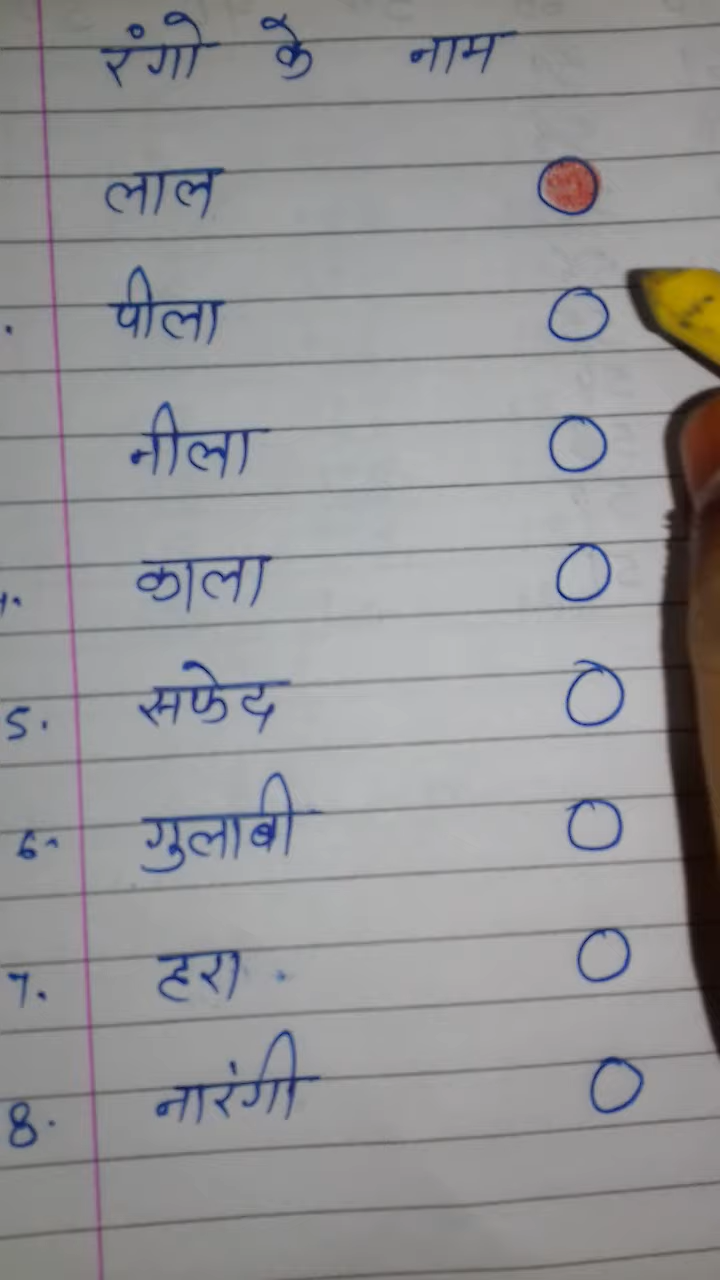 रंगो के नाम
लाल
पीला
नीला
काला
5. सफेद
6. गुलाबी
7. हरा
8. नारंगी